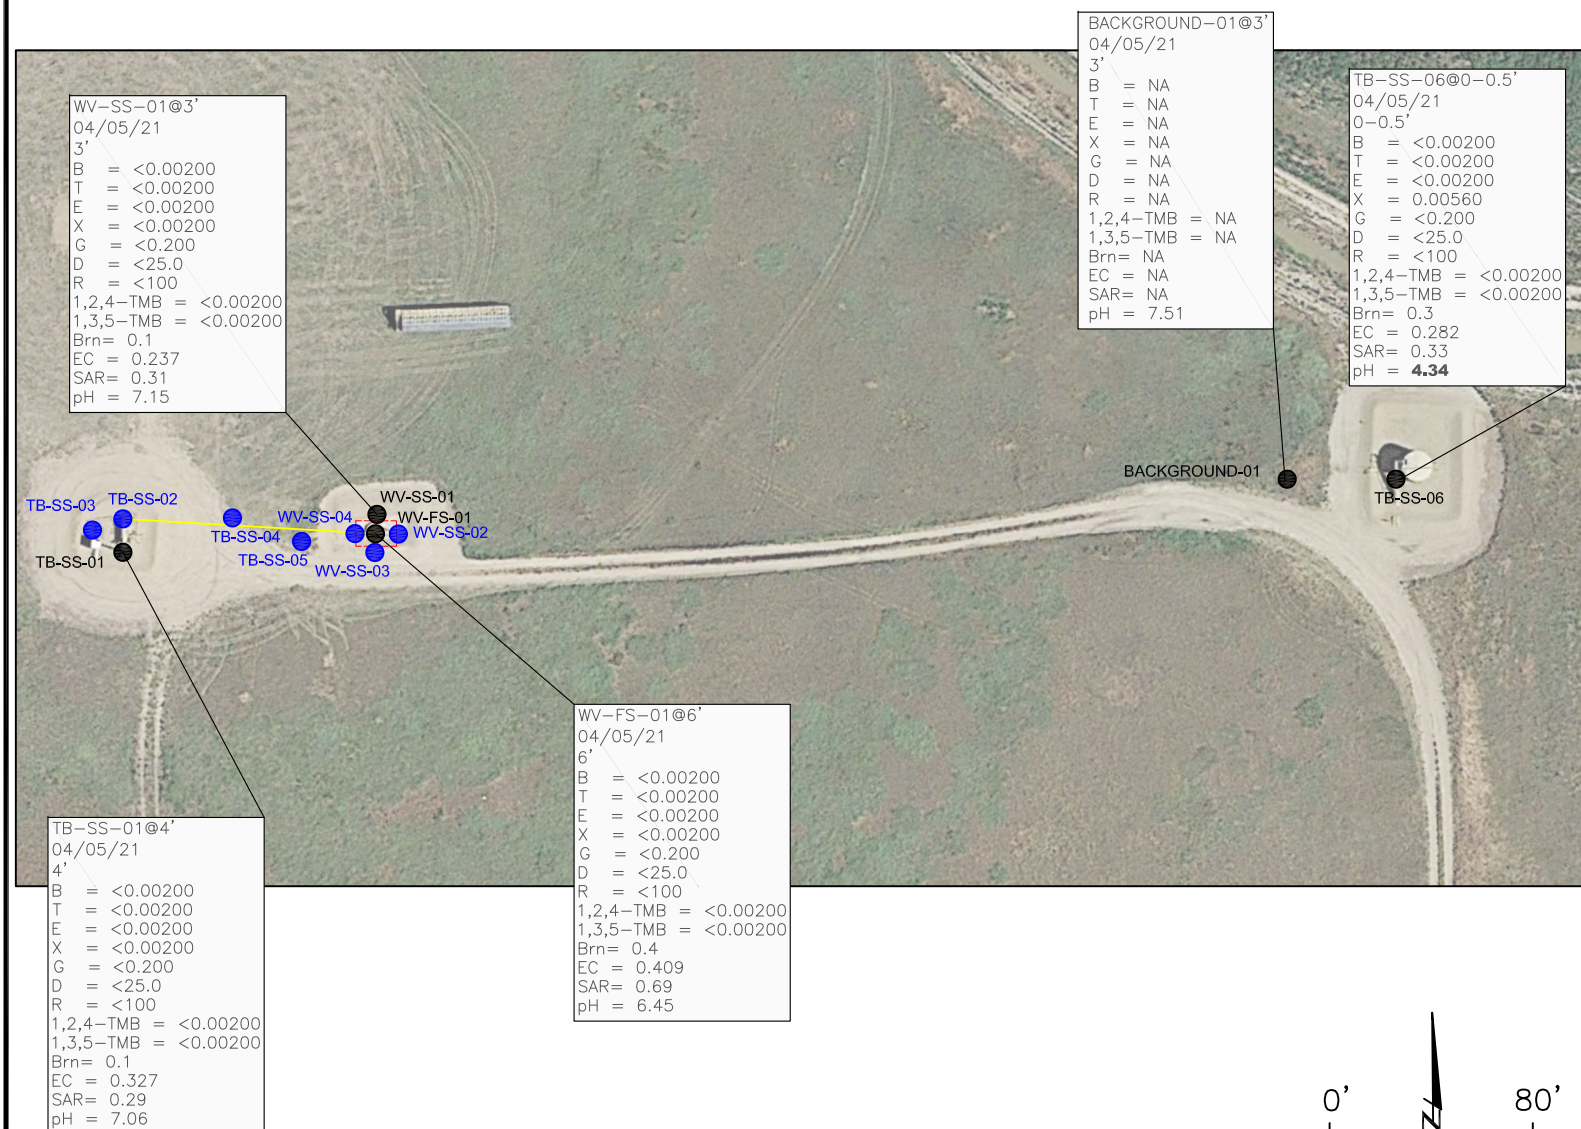 BACKGROUND-01@3'
04/05/21
3'
B = NA
T = NA
E = NA
X = NA
G = NA
D = NA
R = NA
1,2,4-TMB = NA
1,3,5-TMB = NA
Brn= NA
EC = NA
SAR= NA
pH = 7.51
TB-SS-06@0-0.5'
04/05/21
0-0.5'
B = <0.00200
T = <0.00200
E = <0.00200
X = 0.00560
G = <0.200
D = <25.0
R = <100
1,2,4-TMB = <0.00200
1,3,5-TMB = <0.00200
Brn= 0.3
EC = 0.282
SAR= 0.33
pH = 4.34
WV-SS-01@3'
04/05/21
3'
B = <0.00200
T = <0.00200
E = <0.00200
X = <0.00200
G = <0.200
D = <25.0
R = <100
1,2,4-TMB = <0.00200
1,3,5-TMB = <0.00200
Brn= 0.1
EC = 0.237
SAR= 0.31
pH = 7.15
BACKGROUND-01
TB-SS-06
TB-SS-03
TB-SS-02
TB-SS-01
TB-SS-04
TB-SS-05
WV-SS-04
WV-SS-01
WV-FS-01
WV-SS-02
WV-SS-03
WV-FS-01@6'
04/05/21
6'
B = <0.00200
T = <0.00200
E = <0.00200
X = <0.00200
G = <0.200
D = <25.0
R = <100
1,2,4-TMB = <0.00200
1,3,5-TMB = <0.00200
Brn= 0.4
EC = 0.409
SAR= 0.69
pH = 6.45
TB-SS-01@4'
04/05/21
4'
B = <0.00200
T = <0.00200
E = <0.00200
X = <0.00200
G = <0.200
D = <25.0
R = <100
1,2,4-TMB = <0.00200
1,3,5-TMB = <0.00200
Brn= 0.1
EC = 0.327
SAR= 0.29
pH = 7.06
0' 80'
N